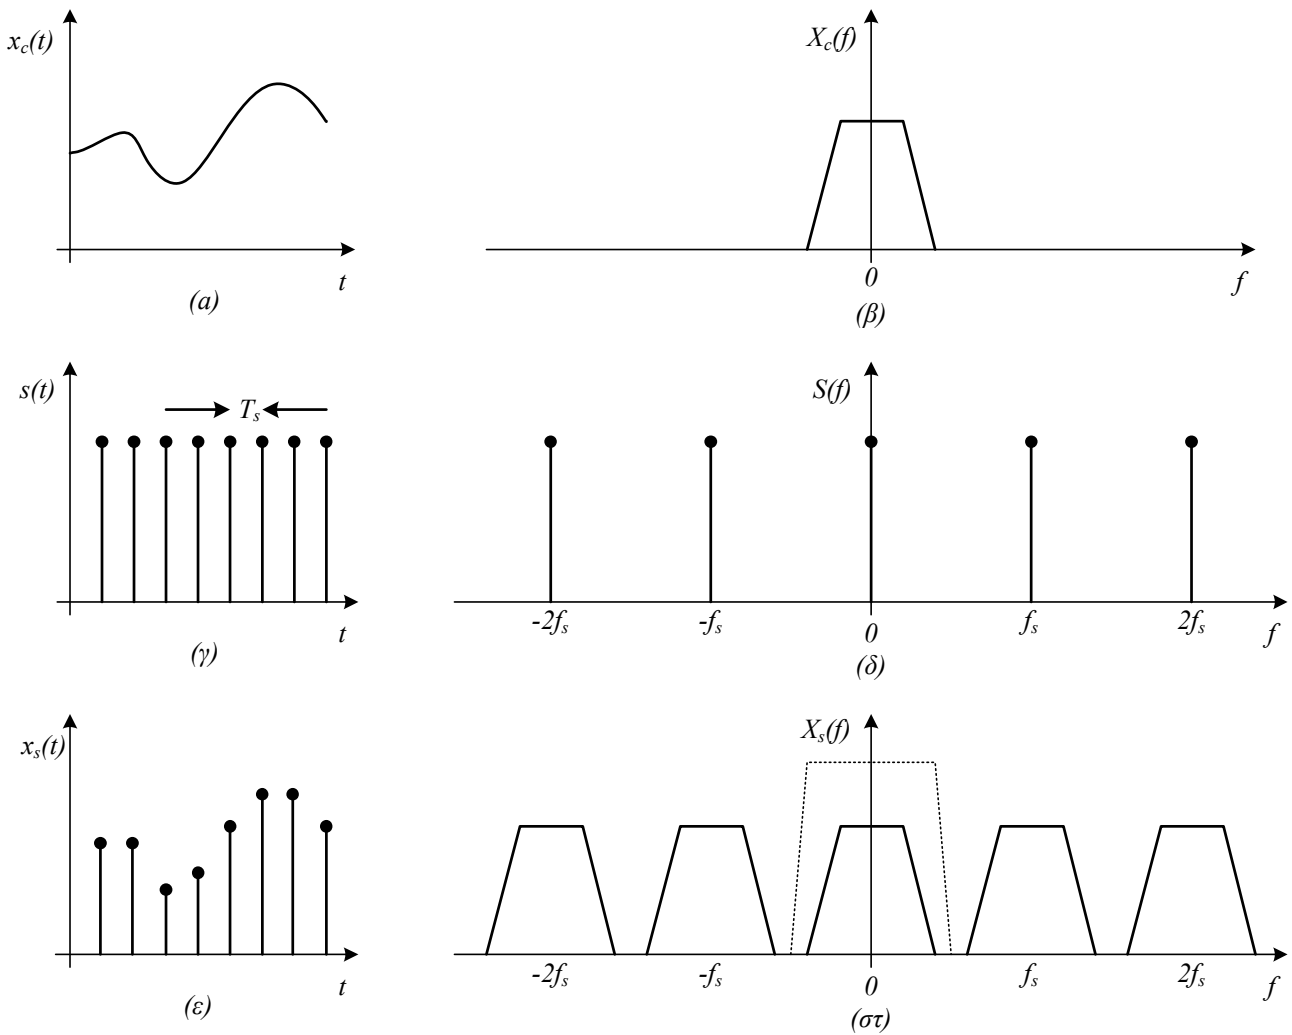 x_c(t)
X_c(f)
0
t
f
(α)
(β)
s(t)
T_s
S(f)
-2f_s -f_s 0 f_s 2f_s
t
f
(γ)
(δ)
x_s(t)
X_s(f)
-2f_s -f_s 0 f_s 2f_s
t
f
(ε)
(στ)